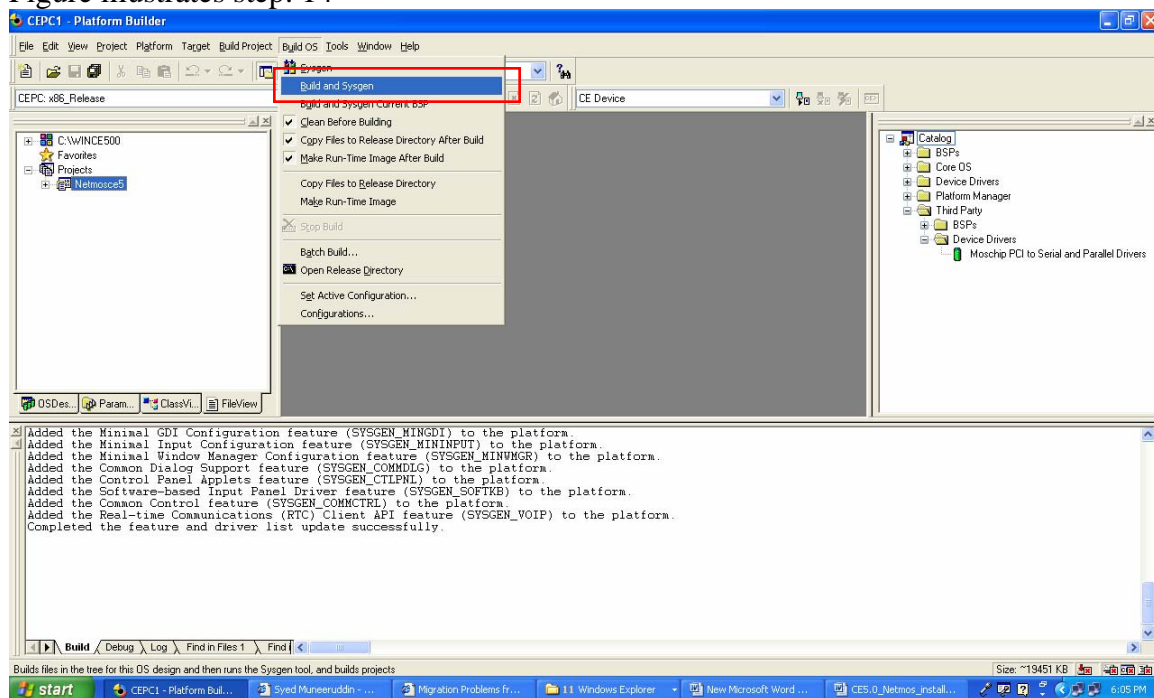 Figure illustrates step: 14
CEPC1 - Platform Builder
File Edit View Project Platform Target Build Project Build OS Tools Window Help
Sysgen
Build and Sysgen
Build and Sysgen Current BSP
Clean Before Building
Copy Files to Release Directory After Build
Make Run-Time Image After Build
Copy Files to Release Directory
Make Run-Time Image
Stop Build
Batch Build...
Open Release Directory
Set Active Configuration...
Configurations...
CEPC: x86_Release
CE Device
C:\WINCE500
Favorites
Projects
Netmosce5
OSDes... Param... ClassVi... FileView
Catalog
BSPs
Core OS
Device Drivers
Platform Manager
Third Party
BSPs
Device Drivers
Moschip PCI to Serial and Parallel Drivers
Added the Minimal GDI Configuration feature (SYSGEN_MINGDI) to the platform.
Added the Minimal Input Configuration feature (SYSGEN_MININPUT) to the platform.
Added the Minimal Window Manager Configuration feature (SYSGEN_MINWMGR) to the platform.
Added the Common Dialog Support feature (SYSGEN_COMMDLG) to the platform.
Added the Control Panel Applets feature (SYSGEN_CTLPNL) to the platform.
Added the Software-based Input Panel Driver feature (SYSGEN_SOFTKB) to the platform.
Added the Common Control feature (SYSGEN_COMMCTRL) to the platform.
Added the Real-time Communications (RTC) Client API feature (SYSGEN_VOIP) to the platform.
Completed the feature and driver list update successfully.
Build Debug Log Find in Files 1 Find
Builds files in the tree for this OS design and then runs the Sysgen tool, and builds projects
Size: ~19451 KB
start CEPC1 - Platform Buil... Syed Muneeruddin - ... Migration Problems fr... 11 Windows Explorer New Microsoft Word ... CE5.0_Netmos_install... 6:05 PM